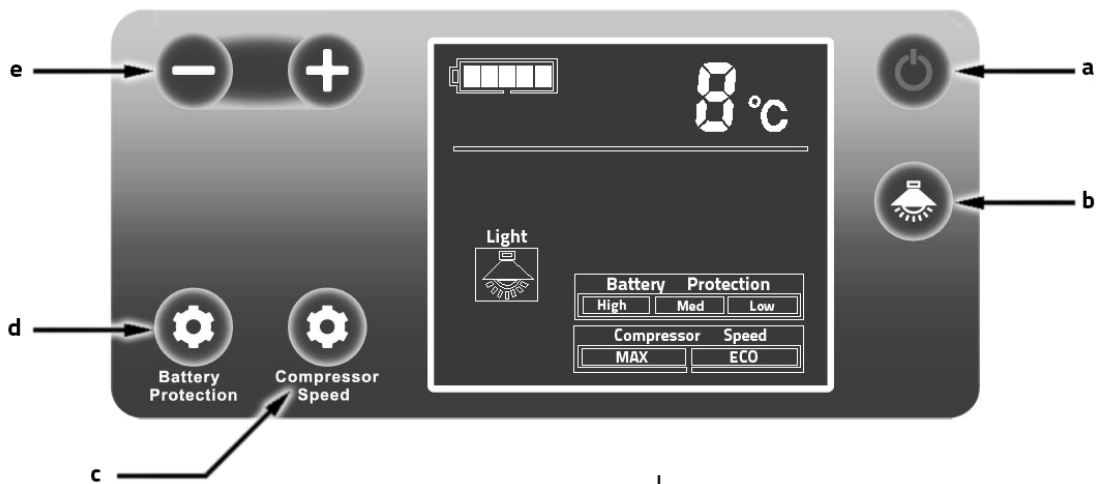 e
a
8 °C
b
Light
Battery Protection
High Med Low
d
Compressor Speed
MAX ECO
Battery
Protection
Compressor
Speed
c